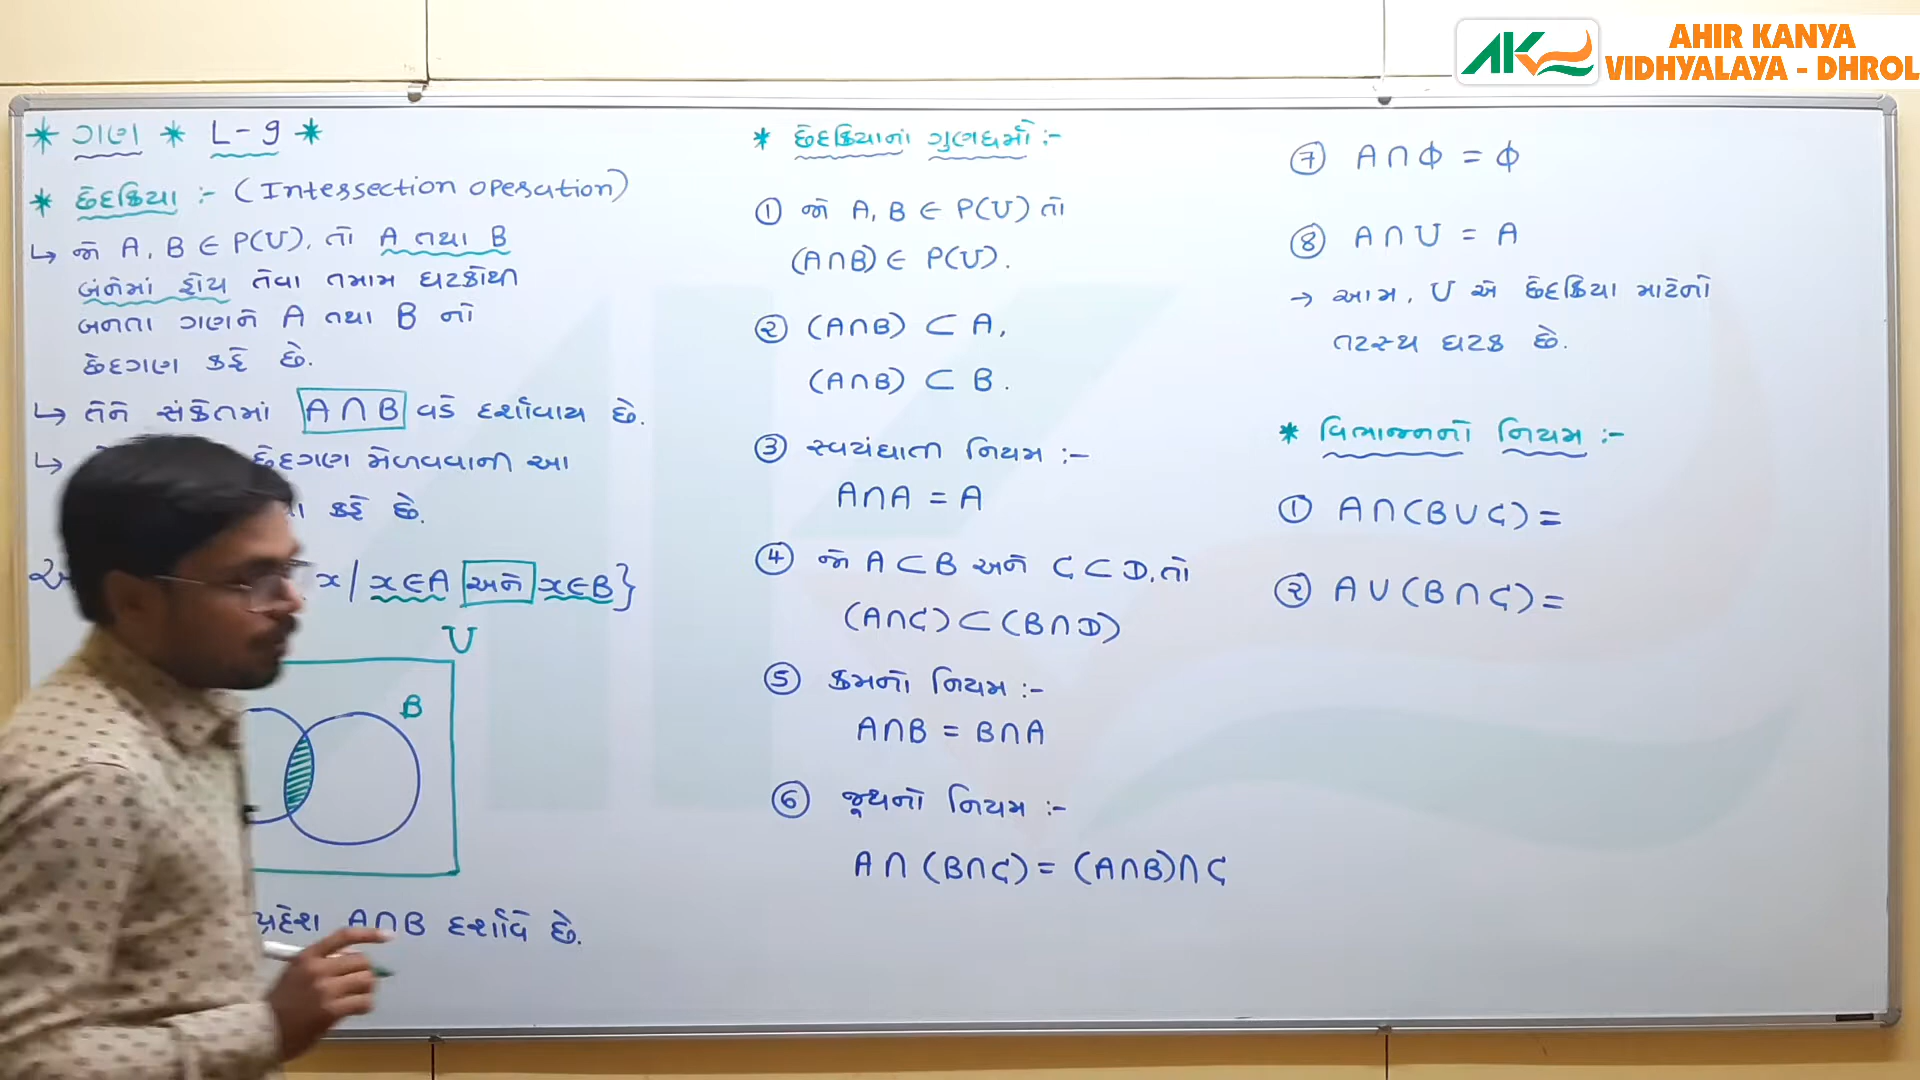 AHIR KANYA
VIDHYALAYA - DHROL
* ગણ * L-9 *
* છેદક્રિયા :- (Intersection operation)
↳ જો A, B ∈ P(U), તો A તથા B
બંનેમાં હોય તેવા તમામ ઘટકોથી
બનતા ગણને A તથા B નો
છેદગણ કહે છે.
↳ તેને સંકેતમાં A∩B વડે દર્શાવાય છે.
↳ છેદગણ મેળવવાની આ
કહે છે.
x / x∈A અને x∈B}
U
B
પ્રદેશ A∩B દર્શાવે છે.
* છેદક્રિયાનાં ગુણધર્મો :-
① જો A, B ∈ P(U) તો
(A∩B) ∈ P(U).
② (A∩B) ⊂ A,
(A∩B) ⊂ B.
③ સ્વયંઘાતી નિયમ :-
A∩A = A
④ જો A⊂B અને C⊂D, તો
(A∩C) ⊂ (B∩D)
⑤ ક્રમનો નિયમ :-
A∩B = B∩A
⑥ જૂથનો નિયમ :-
A∩(B∩C) = (A∩B)∩C
⑦ A∩Φ = Φ
⑧ A∩U = A
→ આમ, U એ છેદક્રિયા માટેનો
તટસ્થ ઘટક છે.
* વિભાજનનો નિયમ :-
① A∩(B∪C) =
② A∪(B∩C) =